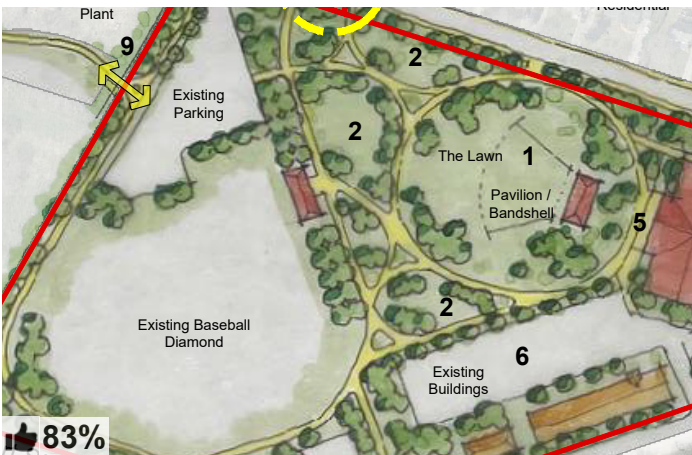 Plant
Residential
9
2
Existing
Parking
2
The Lawn
1
Pavilion /
Bandshell
5
2
Existing Baseball
Diamond
6
Existing
Buildings
83%